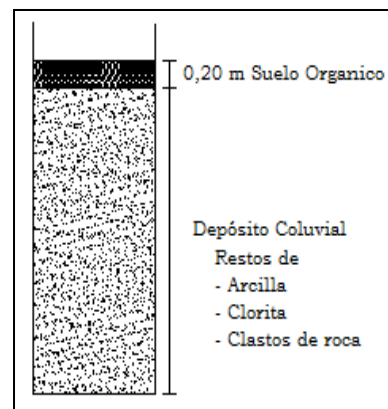 0,20 m Suelo Organico
Depósito Coluvial
Restos de
- Arcilla
- Clorita
- Clastos de roca